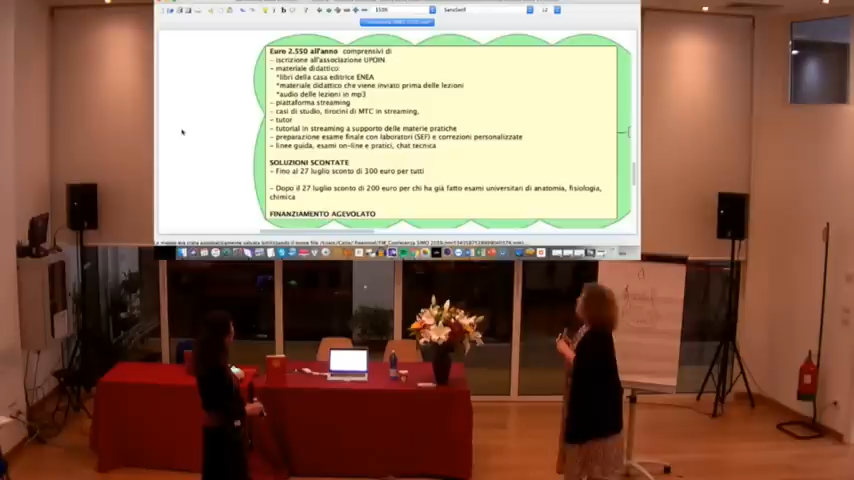 SansSerif
Euro 2.550 all'anno comprensivi di
- iscrizione all'associazione UPOIN
- materiale didattico:
*libri della casa editrice ENEA
*materiale didattico che viene inviato prima delle lezioni
*audio delle lezioni in mp3
- piattaforma streaming
- casi di studio, tirocini di MTC in streaming,
- tutor
- tutorial in streaming a supporto delle materie pratiche
- preparazione esame finale con laboratori (SEF) e correzioni personalizzate
- linee guida, esami on-line e pratici, chat tecnica
SOLUZIONI SCONTATE
- Fino al 27 luglio sconto di 300 euro per tutti
- Dopo il 27 luglio sconto di 200 euro per chi ha già fatto esami universitari di anatomia, fisiologia,
chimica
FINANZIAMENTO AGEVOLATO